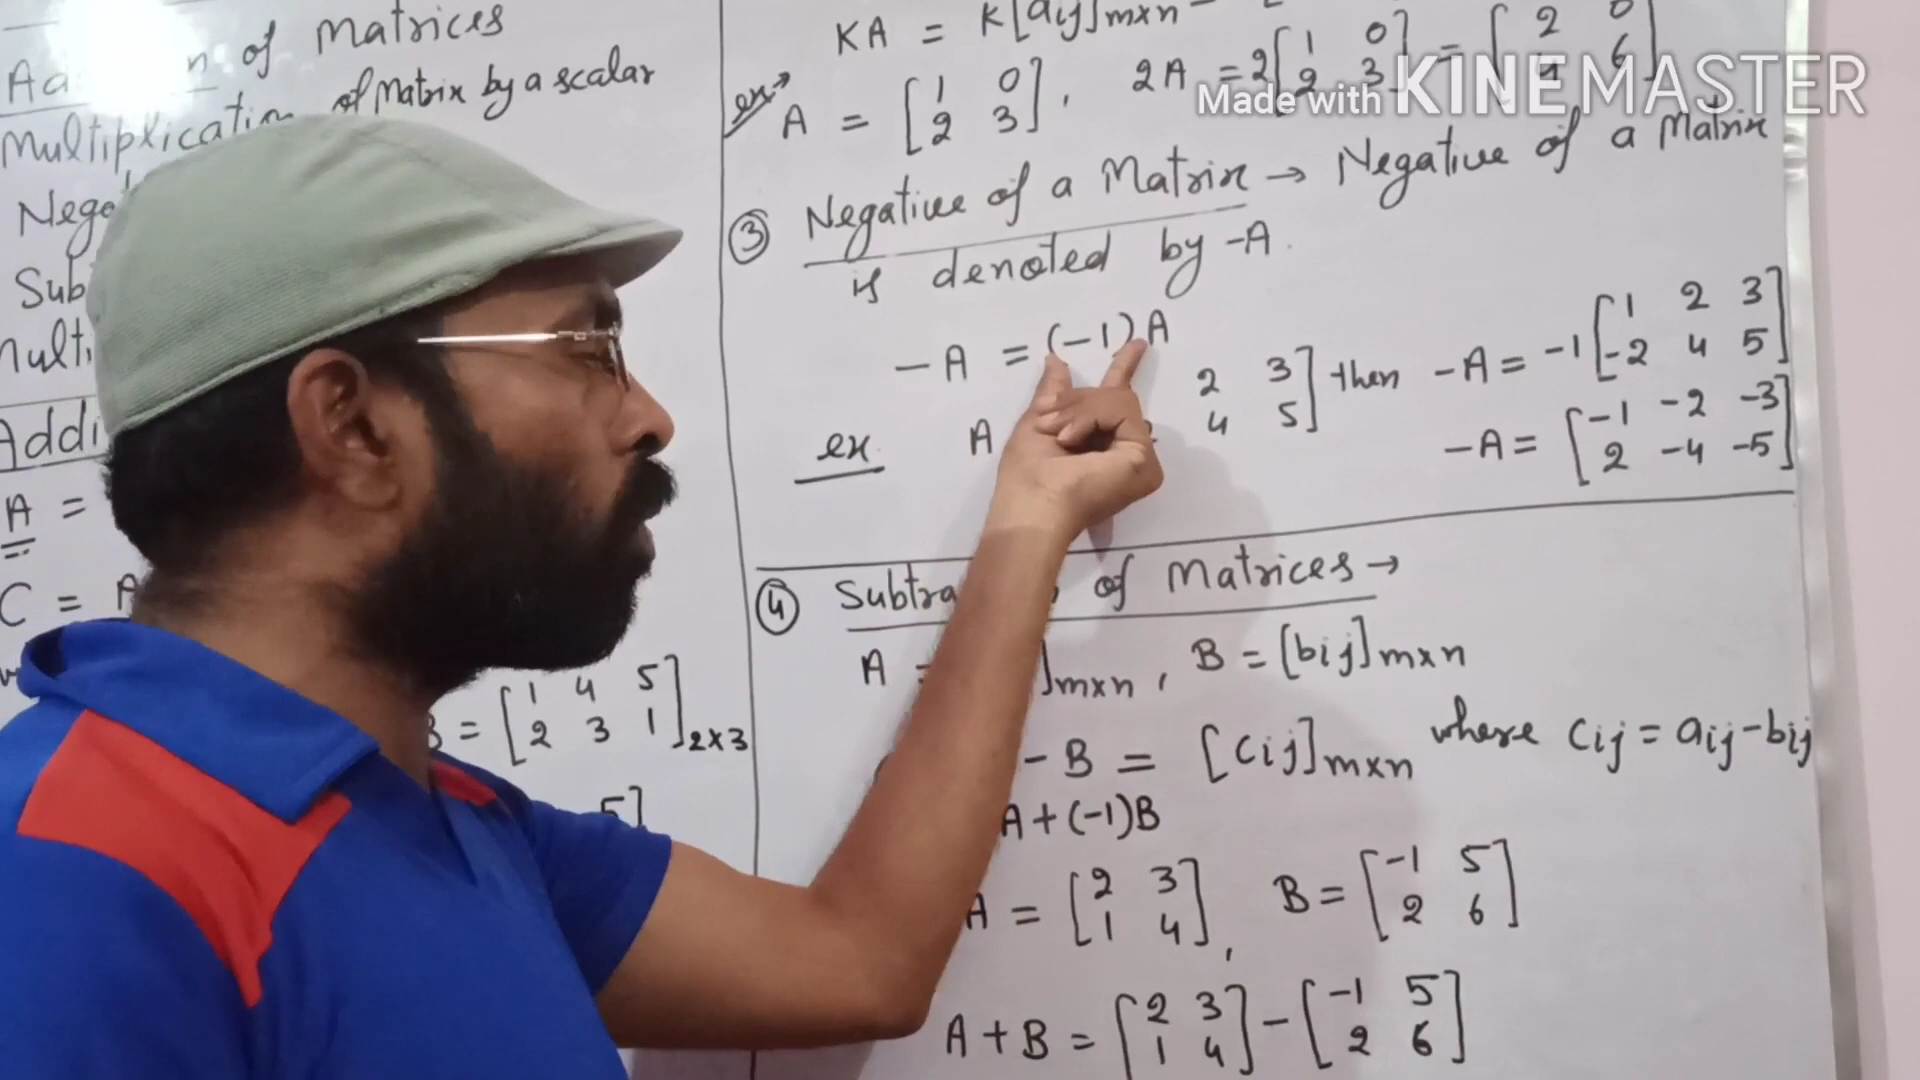 of Matrices
Multiplication of Matrix by a scalar
Addi
A =
C =
B = [1 4 5
2 3 1]2×3
5]
KA = K[aij]m×n
ex→ A = [1 0
2 3], 2A = 2[1 0
2 3] = [2 0
4 6]
Made with KINEMASTER
③ Negative of a Matrix → Negative of a Matrix
is denoted by -A.
-A = (-1)A
ex A 2 3
4 5] then -A = -1[1 2 3
-2 4 5]
-A = [-1 -2 -3
2 -4 -5]
④ of Matrices →
A = ]m×n, B = [bij]m×n
- B = [cij]m×n where cij = aij - bij
A+(-1)B
A = [2 3
1 4], B = [-1 5
2 6]
A + B = [2 3
1 4] - [-1 5
2 6]